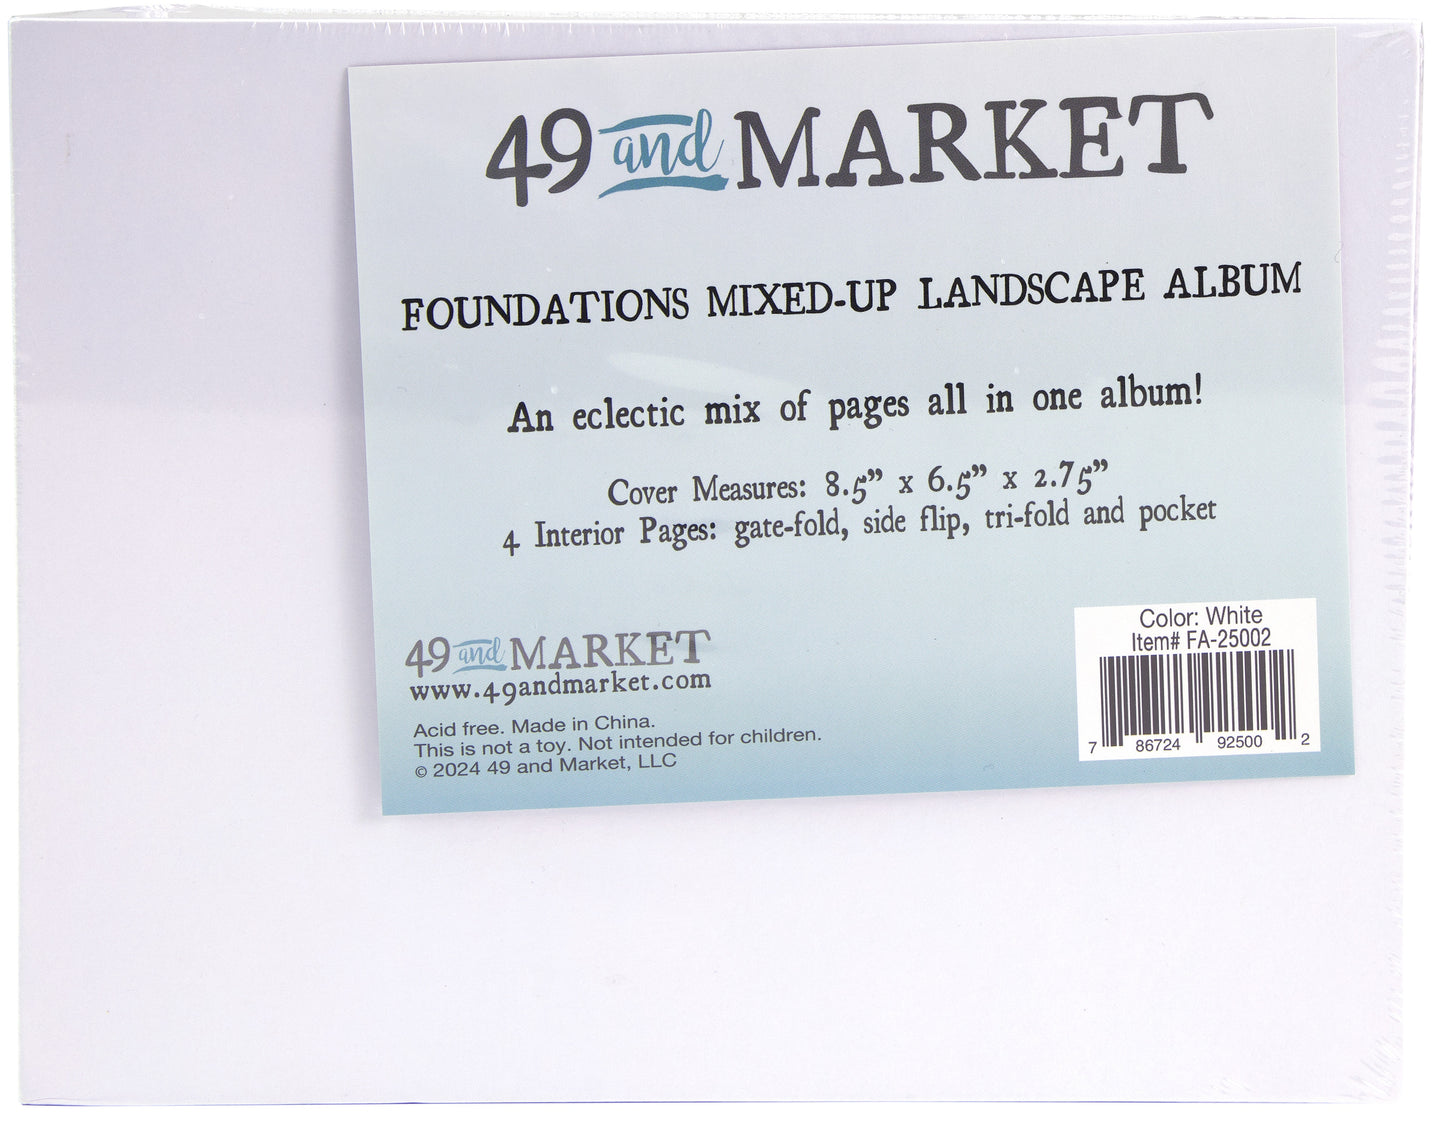 49 and MARKET
FOUNDATIONS MIXED-UP LANDSCAPE ALBUM
An eclectic mix of pages all in one album!
Cover Measures: 8.5” x 6.5” x 2.75”
4 Interior Pages: gate-fold, side flip, tri-fold and pocket
49 and MARKET
www.49andmarket.com
Acid free. Made in China.
This is not a toy. Not intended for children.
© 2024 49 and Market, LLC
Color: White
Item# FA-25002
7 86724 92500 2